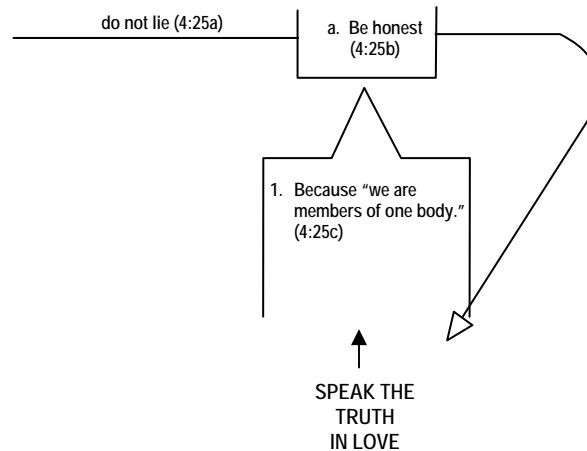 do not lie (4:25a)
a. Be honest
(4:25b)
1. Because “we are
members of one body.”
(4:25c)
SPEAK THE
TRUTH
IN LOVE